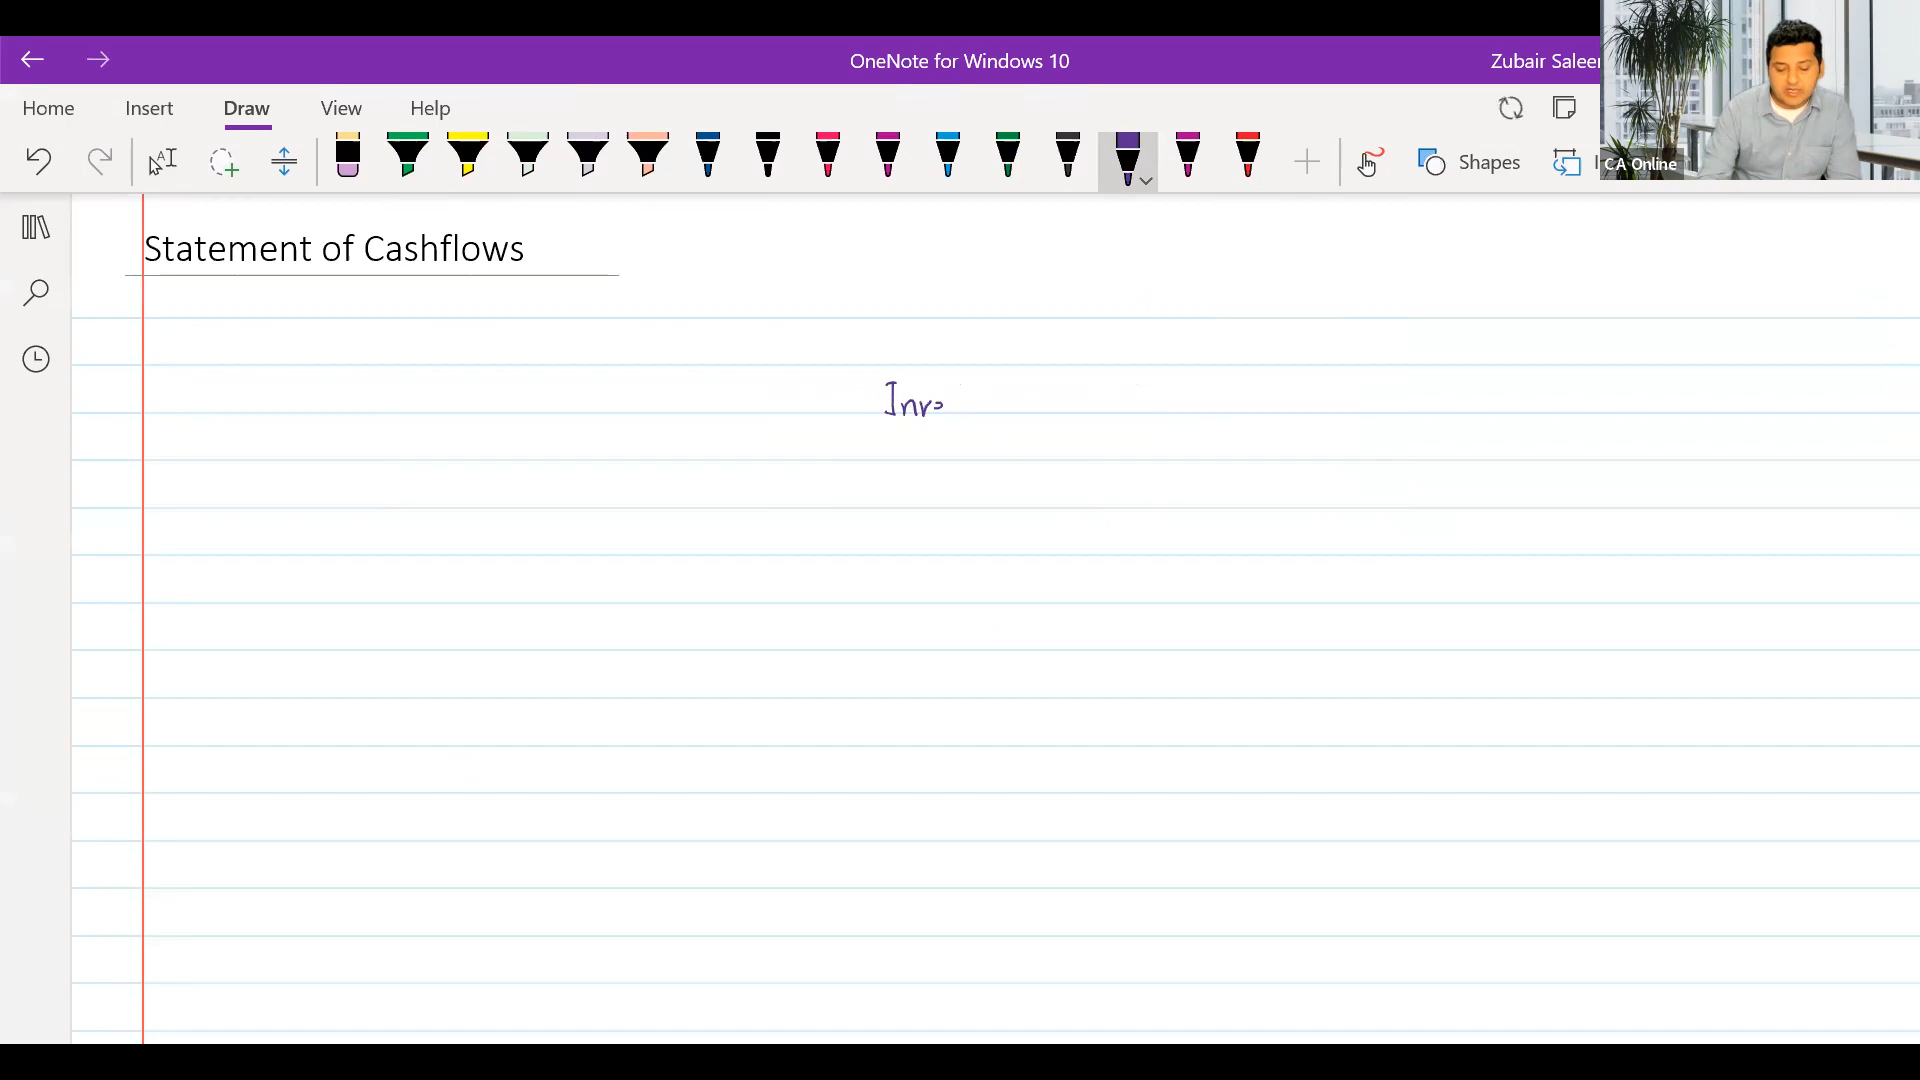 OneNote for Windows 10
Zubair Saleem
Home Insert Draw View Help
Shapes
CA Online
Statement of Cashflows
Inve